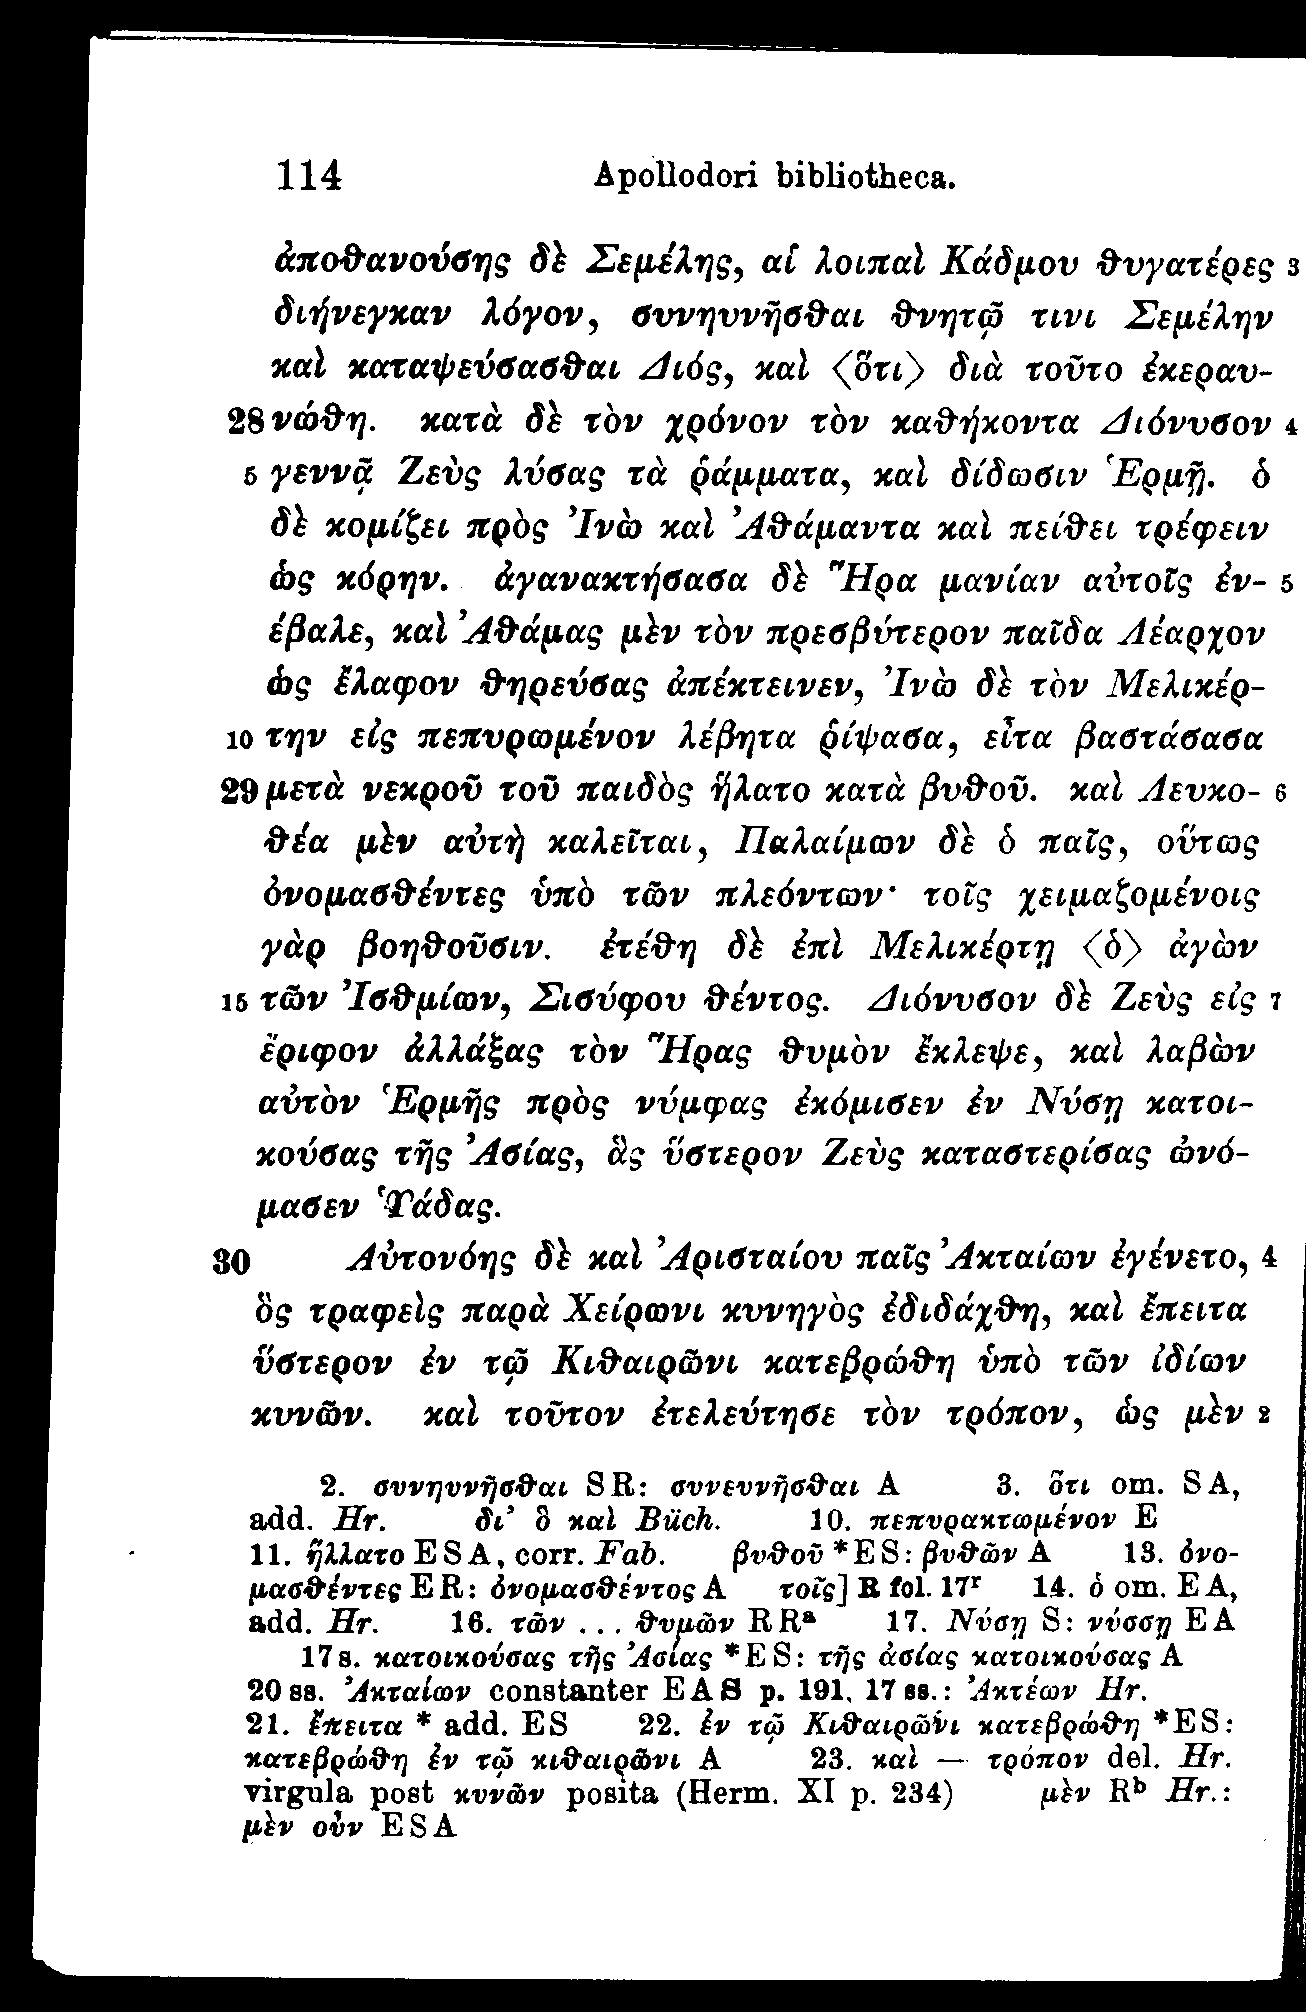 114 Apollodori bibliotheca.
ἀποθανούσης δὲ Σεμέλης, αἱ λοιπαὶ Κάδμου θυγατέρες 3
διήνεγκαν λόγον, συνηυνῆσθαι θνητῷ τινι Σεμέλην
καὶ καταψεύσασθαι Διός, καὶ ⟨ὅτι⟩ διὰ τοῦτο ἐκεραυ-
28 νώθη. κατὰ δὲ τὸν χρόνον τὸν καθήκοντα Διόνυσον 4
5 γεννᾷ Ζεὺς λύσας τὰ ῥάμματα, καὶ δίδωσιν Ἑρμῇ. ὁ
δὲ κομίζει πρὸς Ἰνὼ καὶ Ἀθάμαντα καὶ πείθει τρέφειν
ὡς κόρην. ἀγανακτήσασα δὲ Ἥρα μανίαν αὐτοῖς ἐν- 5
έβαλε, καὶ Ἀθάμας μὲν τὸν πρεσβύτερον παῖδα Λέαρχον
ὡς ἔλαφον θηρεύσας ἀπέκτεινεν, Ἰνὼ δὲ τὸν Μελικέρ-
10 την εἰς πεπυρωμένον λέβητα ῥίψασα, εἶτα βαστάσασα
29 μετὰ νεκροῦ τοῦ παιδὸς ἥλατο κατὰ βυθοῦ. καὶ Λευκο- 6
θέα μὲν αὐτὴ καλεῖται, Παλαίμων δὲ ὁ παῖς, οὕτως
ὀνομασθέντες ὑπὸ τῶν πλεόντων· τοῖς χειμαζομένοις
γὰρ βοηθοῦσιν. ἐτέθη δὲ ἐπὶ Μελικέρτῃ ⟨ὁ⟩ ἀγὼν
15 τῶν Ἰσθμίων, Σισύφου θέντος. Διόνυσον δὲ Ζεὺς εἰς 7
ἔριφον ἀλλάξας τὸν Ἥρας θυμὸν ἔκλεψε, καὶ λαβὼν
αὐτὸν Ἑρμῆς πρὸς νύμφας ἐκόμισεν ἐν Νύσῃ κατοι-
κούσας τῆς Ἀσίας, ἃς ὕστερον Ζεὺς καταστερίσας ὠνό-
μασεν Ὑάδας.
30 Αὐτονόης δὲ καὶ Ἀρισταίου παῖς Ἀκταίων ἐγένετο, 4
ὃς τραφεὶς παρὰ Χείρωνι κυνηγὸς ἐδιδάχθη, καὶ ἔπειτα
ὕστερον ἐν τῷ Κιθαιρῶνι κατεβρώθη ὑπὸ τῶν ἰδίων
κυνῶν. καὶ τοῦτον ἐτελεύτησε τὸν τρόπον, ὡς μὲν 2
2. συνηυνῆσθαι SR: συνευνῆσθαι A 3. ὅτι om. SA,
add. Hr. δι’ ὃ καὶ Büch. 10. πεπυρακτωμένον E
11. ἥλλατο ESA, corr. Fab. βυθοῦ *ES: βυθῶν A 13. ὀνο-
μασθέντες ER: ὀνομασθέντος A τοῖς] R fol. 17ʳ 14. ὁ om. EA,
add. Hr. 16. τῶν ... θυμῶν RRᵃ 17. Νύσῃ S: νύσσῃ EA
17 s. κατοικούσας τῆς Ἀσίας *ES: τῆς ἀσίας κατοικούσας A
20 ss. Ἀκταίων constanter EAS p. 191, 17 ss.: Ἀκτέων Hr.
21. ἔπειτα * add. ES 22. ἐν τῷ Κιθαιρῶνι κατεβρώθη *ES:
κατεβρώθη ἐν τῷ κιθαιρῶνι A 23. καὶ — τρόπον del. Hr.
virgula post κυνῶν posita (Herm. XI p. 234) μὲν Rᵇ Hr.:
μὲν οὖν ESA